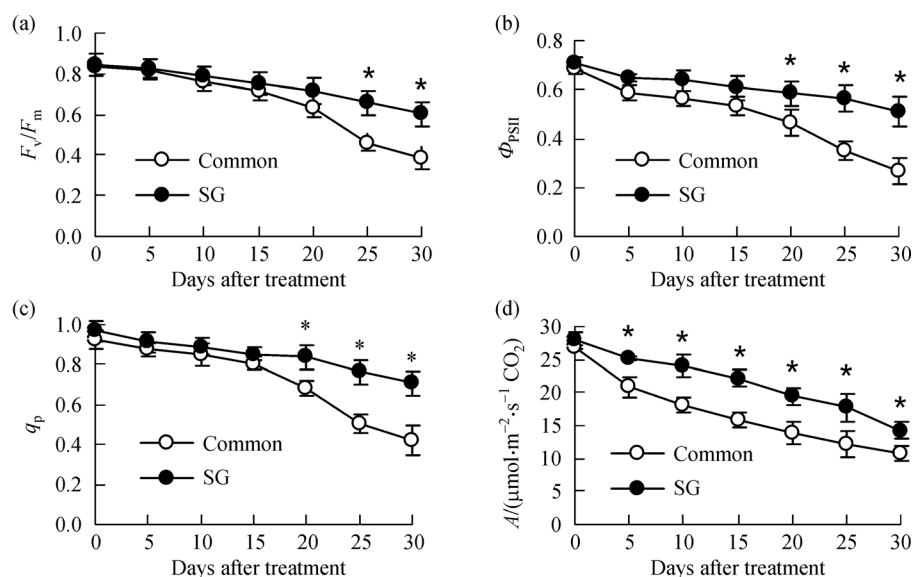 (a)
1.0
0.8
0.6
0.4
0.2
0.0
Fv/Fm
* *
Common
SG
0 5 10 15 20 25 30
Days after treatment
(b)
0.8
0.6
0.4
0.2
0.0
ΦPSII
* * *
Common
SG
0 5 10 15 20 25 30
Days after treatment
(c)
1.0
0.8
0.6
0.4
0.2
0.0
qp
* * *
Common
SG
0 5 10 15 20 25 30
Days after treatment
(d)
30
25
20
15
10
5
0
A/(μmol·m−2·s−1 CO2)
* * * * * *
Common
SG
0 5 10 15 20 25 30
Days after treatment